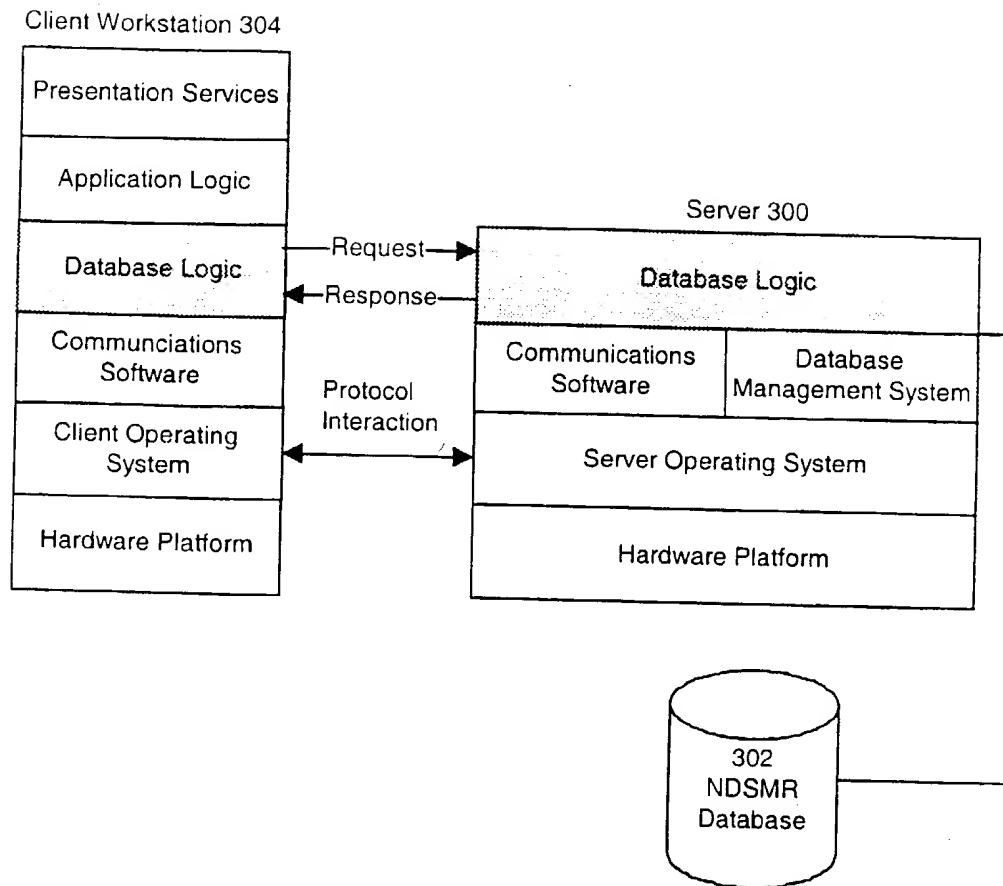 Client Workstation 304
Presentation Services
Application Logic
Database Logic
Communciations
Software
Client Operating
System
Hardware Platform
Request
Response
Protocol
Interaction
Server 300
Database Logic
Communications
Software
Database
Management System
Server Operating System
Hardware Platform
302
NDSMR
Database